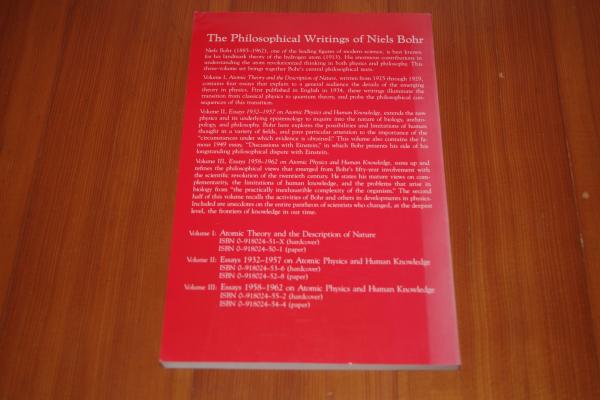 The Philosophical Writings of Niels Bohr
Niels Bohr (1885–1962), one of the leading figures of modern science, is best known
for his landmark theory of the hydrogen atom (1913). His enormous contributions in
understanding the atom revolutionized thinking in both physics and philosophy. This
three-volume set brings together Bohr's central philosophical texts.
Volume I, Atomic Theory and the Description of Nature, written from 1925 through 1929,
contains four essays that explain to a general audience the details of the emerging
theory in physics. First published in English in 1934, these writings illuminate the
transition from classical physics to quantum theory, and probe the philosophical con-
sequences of this transition.
Volume II, Essays 1932–1957 on Atomic Physics and Human Knowledge, extends the new
physics and its underlying epistemology to inquire into the nature of biology, anthro-
pology, and philosophy. Bohr here explores the possibilities and limitations of human
thought in a variety of fields, and pays particular attention to the importance of the
"circumstances under which evidence is obtained." This volume also contains the fa-
mous 1949 essay, "Discussions with Einstein," in which Bohr presents his side of his
longstanding philosophical dispute with Einstein.
Volume III, Essays 1958–1962 on Atomic Physics and Human Knowledge, sums up and
refines the philosophical views that emerged from Bohr's fifty-year involvement with
the scientific revolution of the twentieth century. He states his mature views on com-
plementarity, the limitations of human knowledge, and the problems that arise in
biology from "the practically inexhaustible complexity of the organism." The second
half of this volume recalls the activities of Bohr and others in developments in physics.
Included are anecdotes on the entire pantheon of scientists who changed, at the deepest
level, the frontiers of knowledge in our time.
Volume I: Atomic Theory and the Description of Nature
ISBN 0–918024–51–X (hardcover)
ISBN 0–918024–50–1 (paper)
Volume II: Essays 1932–1957 on Atomic Physics and Human Knowledge
ISBN 0–918024–53–6 (hardcover)
ISBN 0–918024–52–8 (paper)
Volume III: Essays 1958–1962 on Atomic Physics and Human Knowledge
ISBN 0–918024–55–2 (hardcover)
ISBN 0–918024–54–4 (paper)